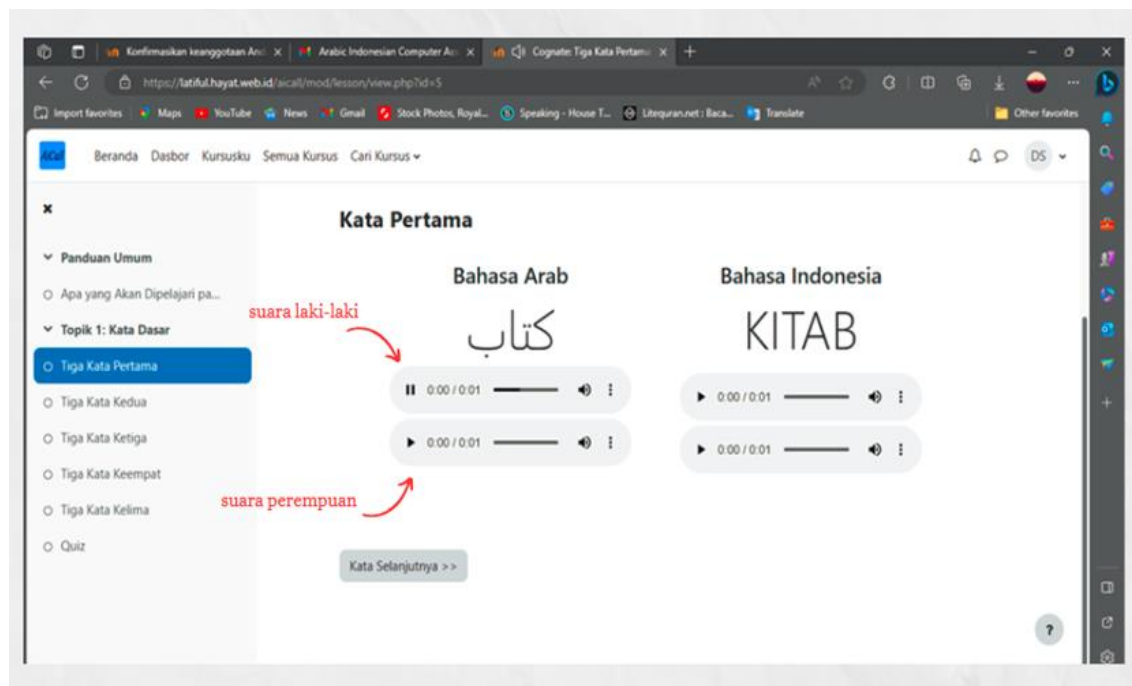 Konfirmasikan keanggotaan And
Arabic Indonesian Computer As
Cognate: Tiga Kata Pertama
https://latiful.hayat.web.id/aicall/mod/lesson/view.php?id=5
Import favorites Maps YouTube News Gmail Stock Photos, Royal... Speaking - House T... Litequran.net : Baca... Translate Other favorites
AiCall Beranda Dasbor Kursusku Semua Kursus Cari Kursus DS
Panduan Umum
Apa yang Akan Dipelajari pa...
Topik 1: Kata Dasar
Tiga Kata Pertama
Tiga Kata Kedua
Tiga Kata Ketiga
Tiga Kata Keempat
Tiga Kata Kelima
Quiz
Kata Pertama
Bahasa Arab
كتاب
suara laki-laki
0:00 / 0:01
0:00 / 0:01
suara perempuan
Bahasa Indonesia
KITAB
0:00 / 0:01
0:00 / 0:01
Kata Selanjutnya >>
?